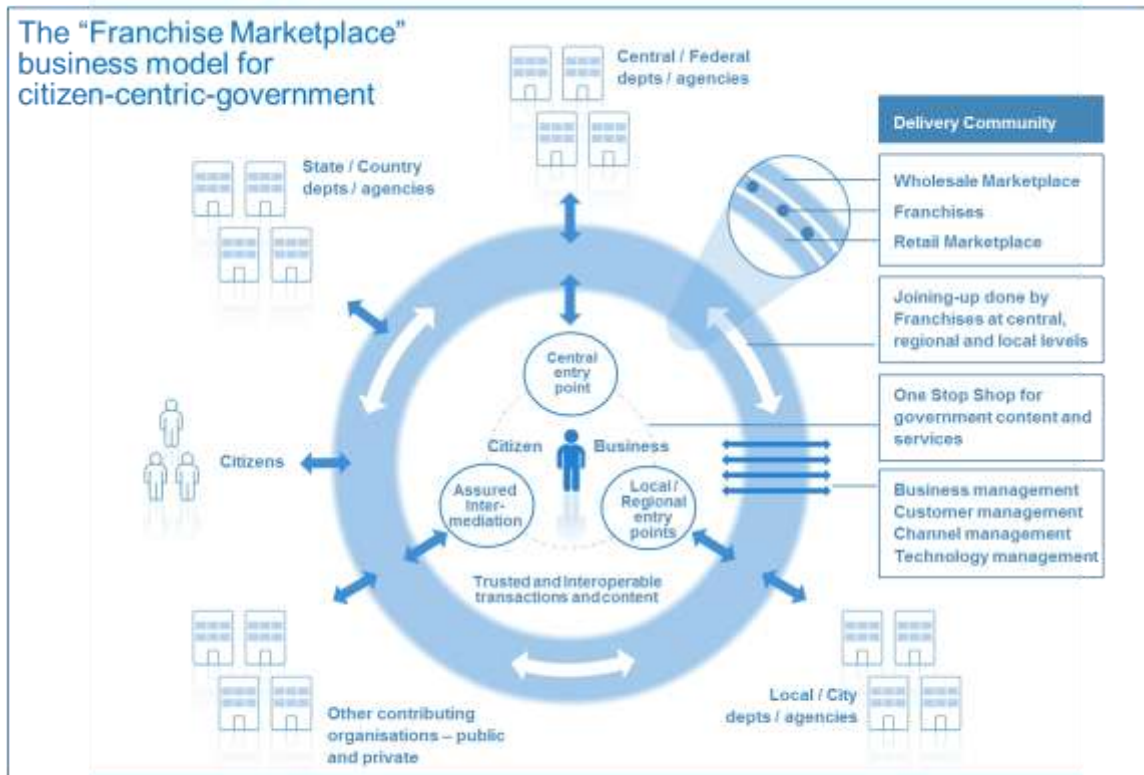 The “Franchise Marketplace”
business model for
citizen-centric-government
Central / Federal
depts / agencies
State / Country
depts / agencies
Delivery Community
Wholesale Marketplace
Franchises
Retail Marketplace
Joining-up done by
Franchises at central,
regional and local levels
Central
entry
point
One Stop Shop for
government content and
services
Citizen
Business
Citizens
Assured
Inter-
mediation
Local /
Regional
entry
points
Business management
Customer management
Channel management
Technology management
Trusted and Interoperable
transactions and content
Other contributing
organisations – public
and private
Local / City
depts / agencies